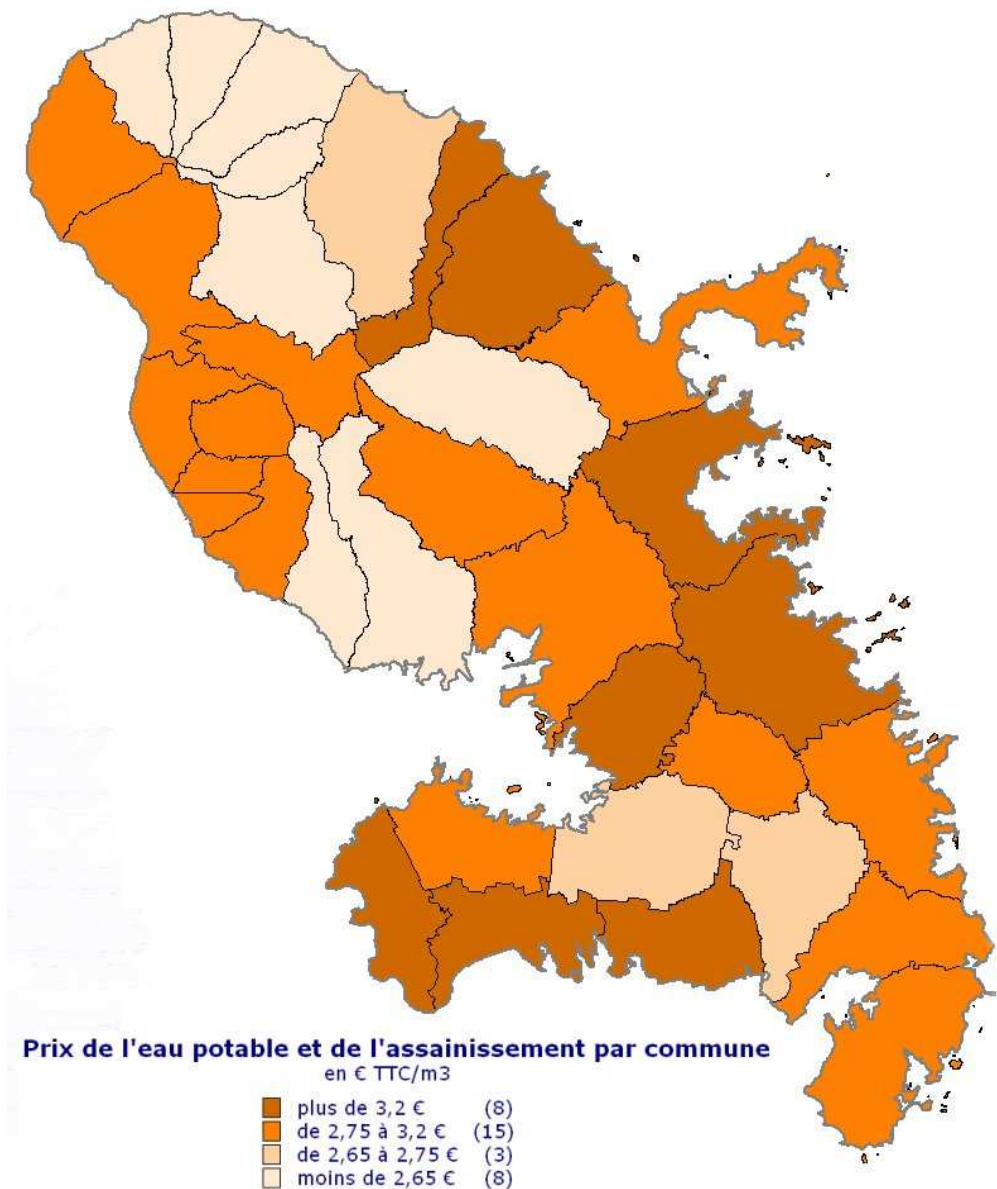 Prix de l'eau potable et de l'assainissement par commune
en € TTC/m3
plus de 3,2 € (8)
de 2,75 à 3,2 € (15)
de 2,65 à 2,75 € (3)
moins de 2,65 € (8)